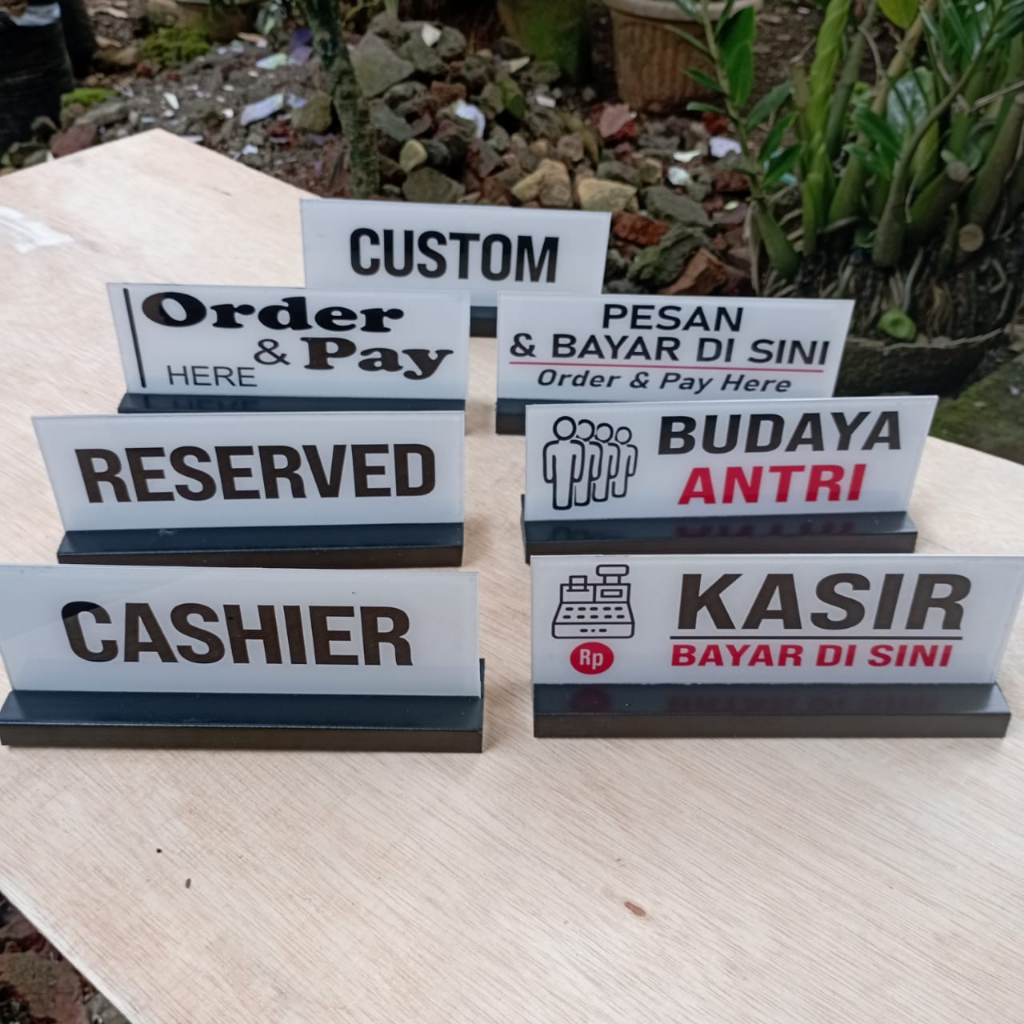 CUSTOM
Order
& Pay
HERE
PESAN
& BAYAR DI SINI
Order & Pay Here
RESERVED
BUDAYA
ANTRI
CASHIER
KASIR
Rp
BAYAR DI SINI